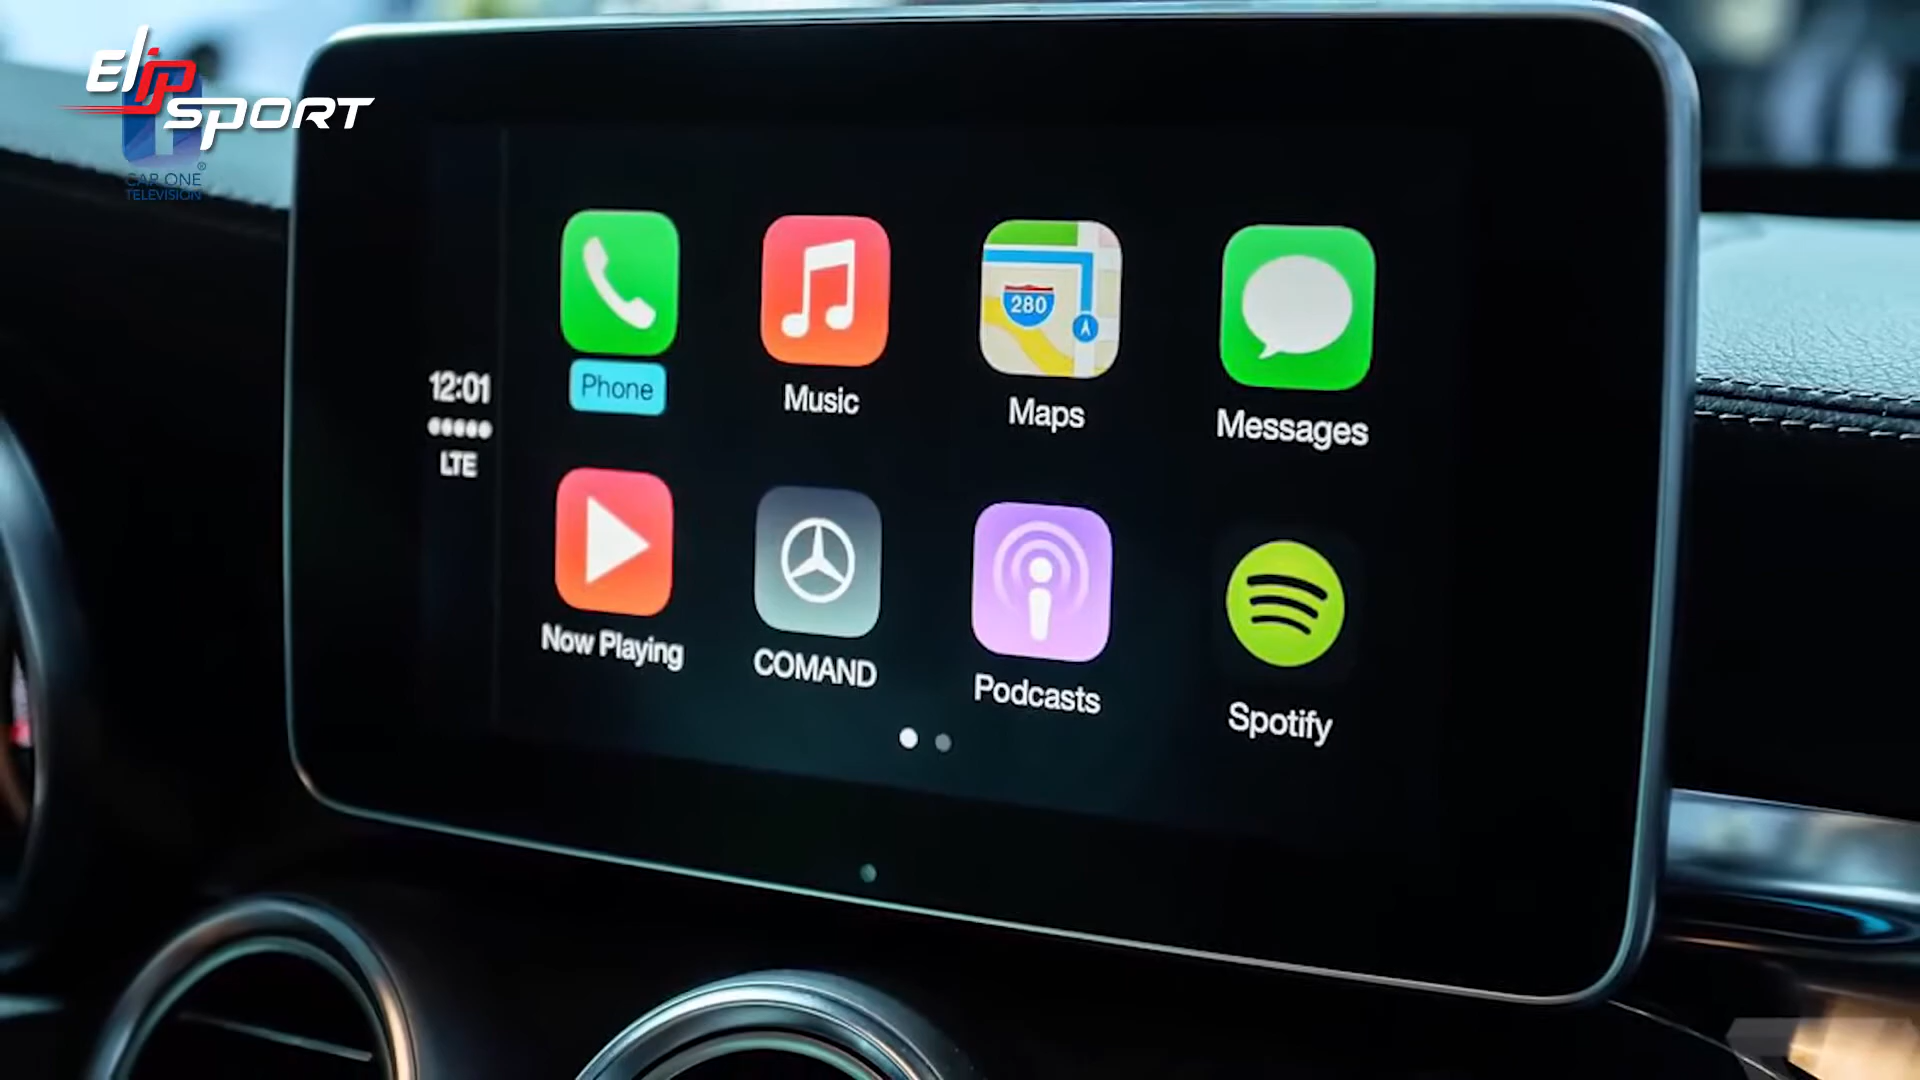 Elip
SPORT
CAR ONE
TELEVISION
280
Phone
Music
Maps
Messages
12:01
LTE
Now Playing
COMAND
Podcasts
Spotify